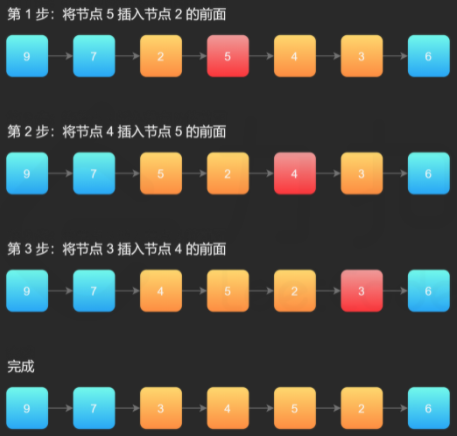 第 1 步：将节点 5 插入节点 2 的前面
9 7 2 5 4 3 6
第 2 步：将节点 4 插入节点 5 的前面
9 7 5 2 4 3 6
第 3 步：将节点 3 插入节点 4 的前面
9 7 4 5 2 3 6
完成
9 7 3 4 5 2 6